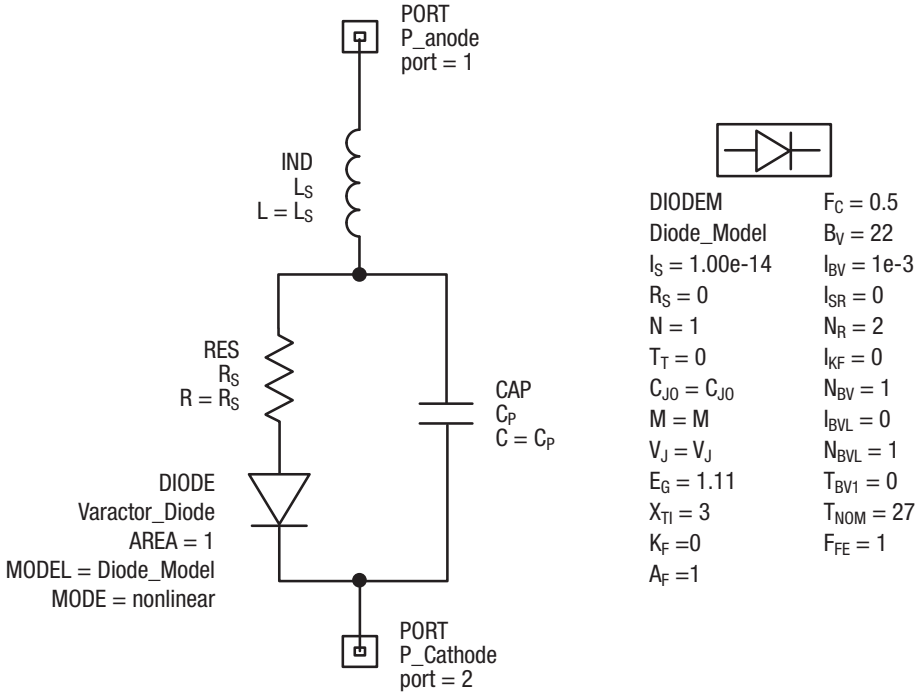 PORT
P_anode
port = 1
IND
L_S
L = L_S
RES
R_S
R = R_S
CAP
C_P
C = C_P
DIODE
Varactor_Diode
AREA = 1
MODEL = Diode_Model
MODE = nonlinear
PORT
P_Cathode
port = 2
DIODEM
Diode_Model
I_S = 1.00e-14
R_S = 0
N = 1
T_T = 0
C_J0 = C_J0
M = M
V_J = V_J
E_G = 1.11
X_TI = 3
K_F =0
A_F =1
F_C = 0.5
B_V = 22
I_BV = 1e-3
I_SR = 0
N_R = 2
I_KF = 0
N_BV = 1
I_BVL = 0
N_BVL = 1
T_BV1 = 0
T_NOM = 27
F_FE = 1